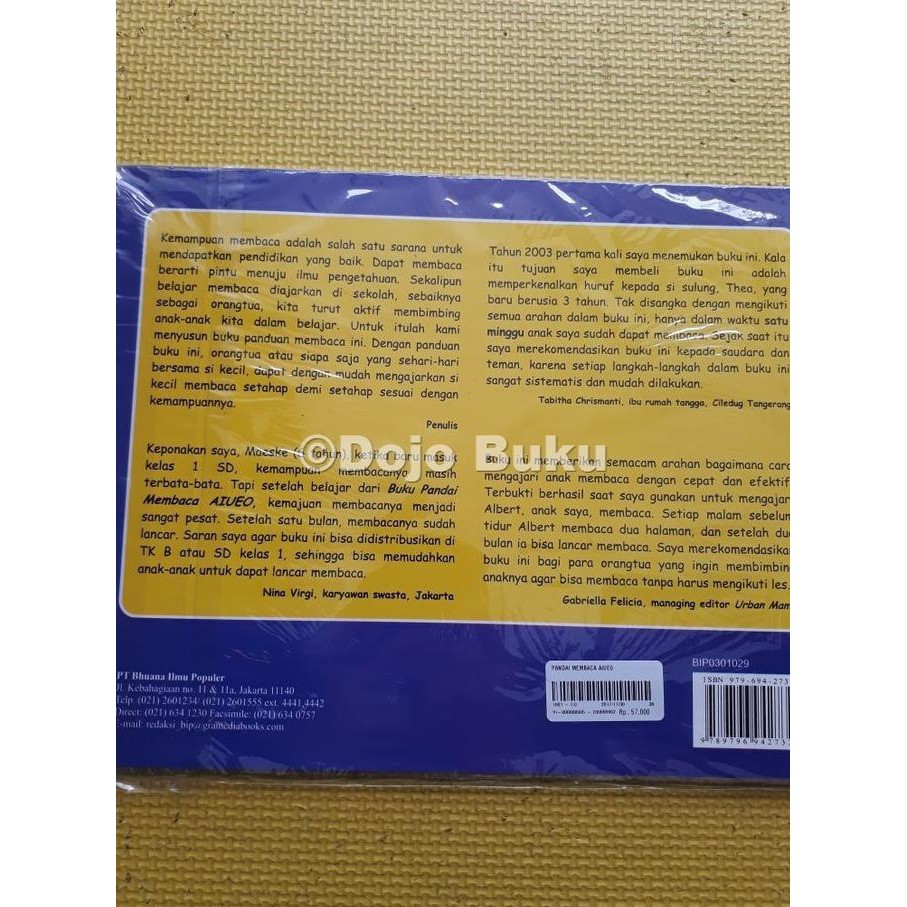 Kemampuan membaca adalah salah satu sarana untuk
mendapatkan pendidikan yang baik. Dapat membaca
berarti pintu menuju ilmu pengetahuan. Sekalipun
belajar membaca diajarkan di sekolah, sebaiknya
sebagai orangtua, kita turut aktif membimbing
anak-anak kita dalam belajar. Untuk itulah kami
menyusun buku panduan membaca ini. Dengan panduan
buku ini, orangtua atau siapa saja yang sehari-hari
bersama si kecil, dapat dengan mudah mengajarkan si
kecil membaca setahap demi setahap sesuai dengan
kemampuannya.
Penulis
Keponakan saya, Maeske tahun), ketika baru masuk
kelas 1 SD, kemampuan membacanya masih
terbata-bata. Tapi setelah belajar dari Buku Pandai
Membaca AIUEO, kemajuan membacanya menjadi
sangat pesat. Setelah satu bulan, membacanya sudah
lancar. Saran saya agar buku ini bisa didistribusikan di
TK B atau SD kelas 1, sehingga bisa memudahkan
anak-anak untuk dapat lancar membaca.
Nina Virgi, karyawan swasta, Jakarta
Tahun 2003 pertama kali saya menemukan buku ini. Kala
itu tujuan saya membeli buku ini adalah
memperkenalkan huruf kepada si sulung, Thea, yang
baru berusia 3 tahun. Tak disangka dengan mengikuti
semua arahan dalam buku ini, hanya dalam waktu satu
minggu anak saya sudah dapat membaca. Sejak saat itu
saya merekomendasikan buku ini kepada saudara dan
teman, karena setiap langkah-langkah dalam buku ini
sangat sistematis dan mudah dilakukan.
Tabitha Chrismanti, ibu rumah tangga, Ciledug Tangerang
Buku ini memberikan semacam arahan bagaimana cara
mengajari anak membaca dengan cepat dan efektif.
Terbukti berhasil saat saya gunakan untuk mengajar
Albert, anak saya, membaca. Setiap malam sebelum
tidur Albert membaca dua halaman, dan setelah dua
bulan ia bisa lancar membaca. Saya merekomendasikan
buku ini bagi para orangtua yang ingin membimbing
anaknya agar bisa membaca tanpa harus mengikuti les.
Gabriella Felicia, managing editor Urban Mam
©Dojo Buku
PT Bhuana Ilmu Populer
Jl. Kebahagiaan no. 11 & 11a, Jakarta 11140
Telp. (021) 2601234/ (021) 2601555 ext. 4441,4442
Direct: (021) 634 1230 Facsimile: (021) 634 0757
E-mail: redaksi_bip@gramediabooks.com
PANDAI MEMBACA AIUEO
Rp. 57,000
BIP0301029
ISBN 979-694-273
9 789796 94273